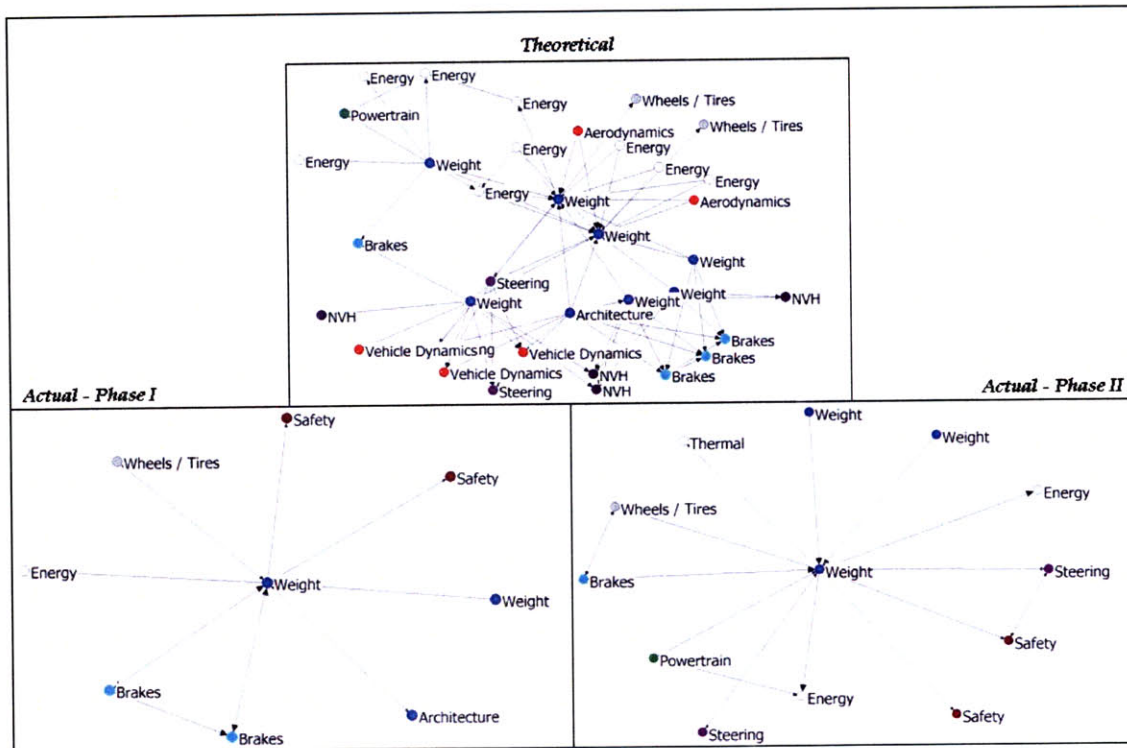 Theoretical
Energy
Energy
Energy
Wheels / Tires
Powertrain
Wheels / Tires
Aerodynamics
Energy
Energy
Energy
Weight
Energy
Energy
Energy
Weight
Aerodynamics
Weight
Brakes
Weight
Steering
Weight
Weight
Weight
NVH
NVH
Architecture
Brakes
Vehicle Dynamics
ng
Vehicle Dynamics
Brakes
Vehicle Dynamics
NVH
Brakes
Steering
NVH
Actual - Phase I
Actual - Phase II
Safety
Wheels / Tires
Safety
Energy
Weight
Weight
Brakes
Architecture
Brakes
Weight
Thermal
Weight
Energy
Wheels / Tires
Brakes
Weight
Steering
Safety
Powertrain
Energy
Safety
Steering